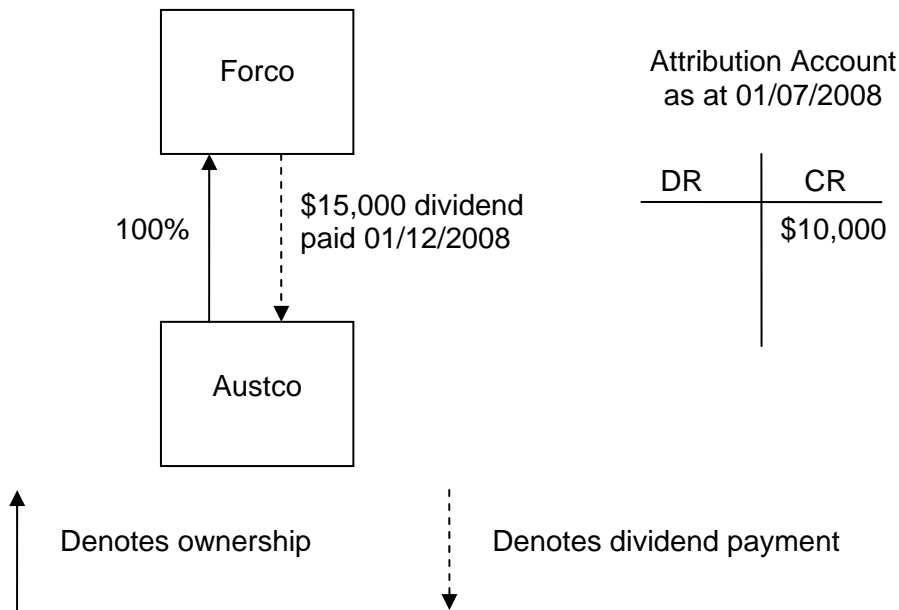 Forco
Attribution Account
as at 01/07/2008
DR CR
$10,000
100%
$15,000 dividend
paid 01/12/2008
Austco
Denotes ownership
Denotes dividend payment